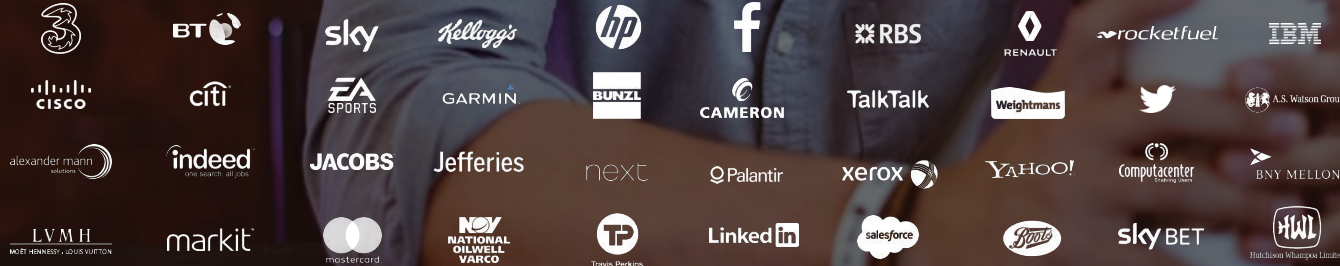 3
BT
sky
Kellogg's
hp
f
RBS
RENAULT
rocketfuel
IBM
CISCO
citi
EA
SPORTS
GARMIN
BUNZL
CAMERON
TalkTalk
Weightmans
A.S. Watson Grou
alexander mann
solutions
indeed
one search. all jobs.
JACOBS
Jefferies
next
Palantir
xerox
YAHOO!
Computacenter
Enabling Users
BNY MELLON
LVMH
MOËT HENNESSY . LOUIS VUITTON
markit
mastercard
NOV
NATIONAL
OILWELL
VARCO
TP
Travis Perkins
Linked in
salesforce
Boots
sky BET
HWL
Hutchison Whampoa Limite